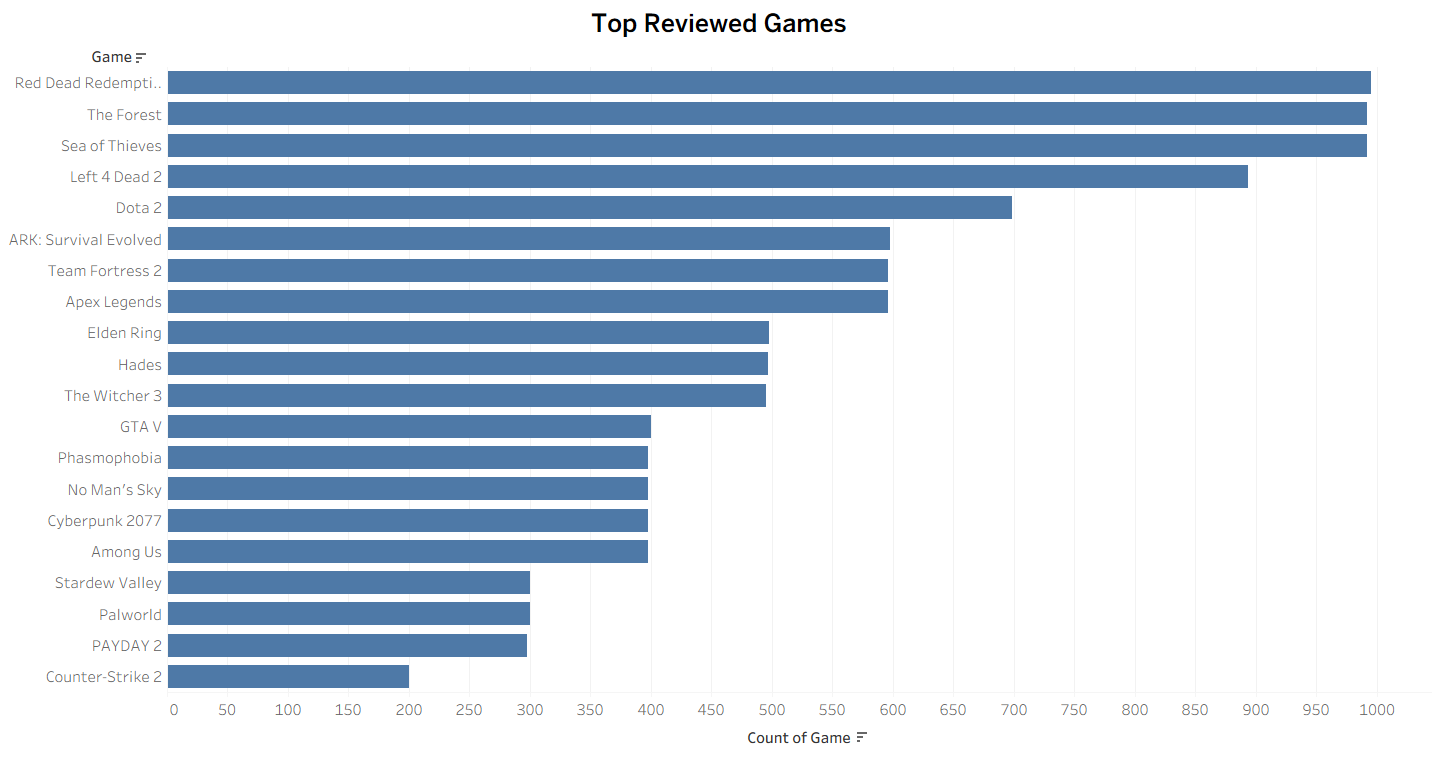 Top Reviewed Games
Game
Red Dead Redempti..
The Forest
Sea of Thieves
Left 4 Dead 2
Dota 2
ARK: Survival Evolved
Team Fortress 2
Apex Legends
Elden Ring
Hades
The Witcher 3
GTA V
Phasmophobia
No Man's Sky
Cyberpunk 2077
Among Us
Stardew Valley
Palworld
PAYDAY 2
Counter-Strike 2
0 50 100 150 200 250 300 350 400 450 500 550 600 650 700 750 800 850 900 950 1000
Count of Game